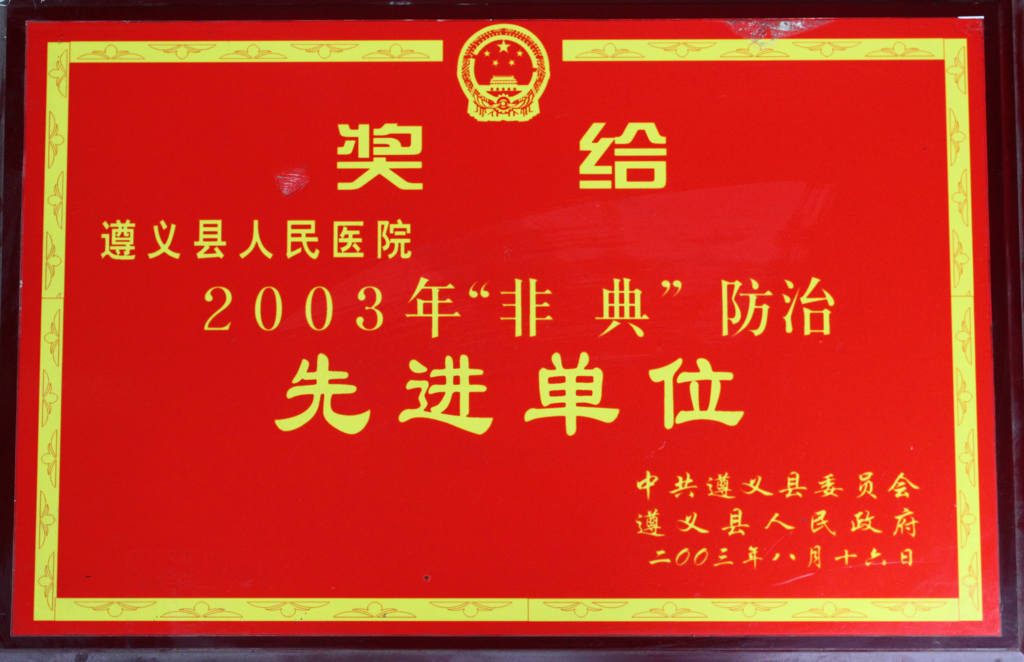 奖 给
遵义县人民医院
2003年“非 典”防治
先进单位
中共遵义县委员会
遵义县人民政府
二00三年八月十六日